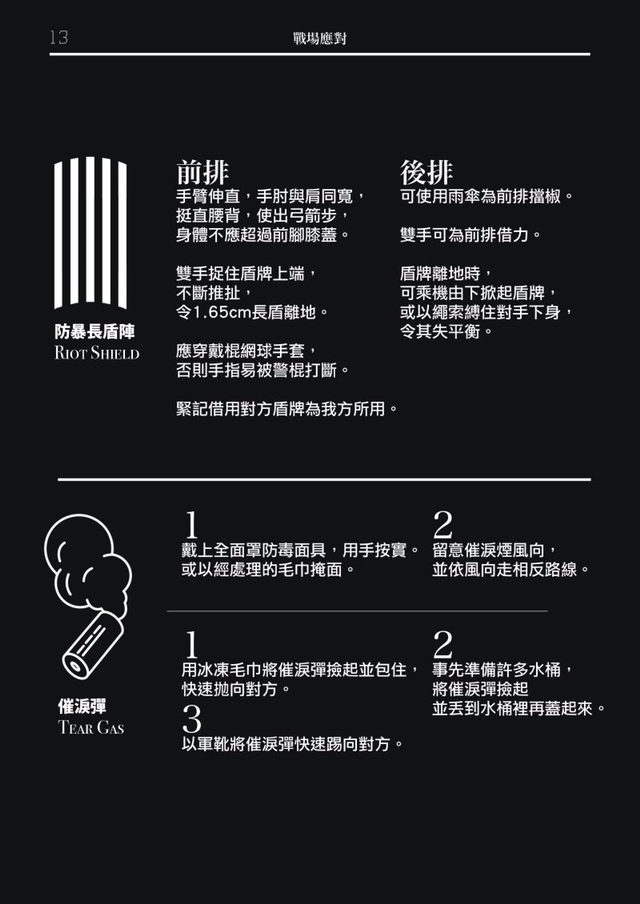 13
戰場應對
防暴長盾陣
RIOT SHIELD
前排
手臂伸直，手肘與肩同寬，
挺直腰背，使出弓箭步，
身體不應超過前腳膝蓋。
雙手捉住盾牌上端，
不斷推扯，
令1.65cm長盾離地。
應穿戴棍網球手套，
否則手指易被警棍打斷。
緊記借用對方盾牌為我方所用。
後排
可使用雨傘為前排擋椒。
雙手可為前排借力。
盾牌離地時，
可乘機由下掀起盾牌，
或以繩索縛住對手下身，
令其失平衡。
催淚彈
TEAR GAS
1
戴上全面罩防毒面具，用手按實。
或以經處理的毛巾掩面。
2
留意催淚煙風向，
並依風向走相反路線。
1
用冰凍毛巾將催淚彈撿起並包住，
快速拋向對方。
2
事先準備許多水桶，
將催淚彈撿起
並丟到水桶裡再蓋起來。
3
以軍靴將催淚彈快速踢向對方。